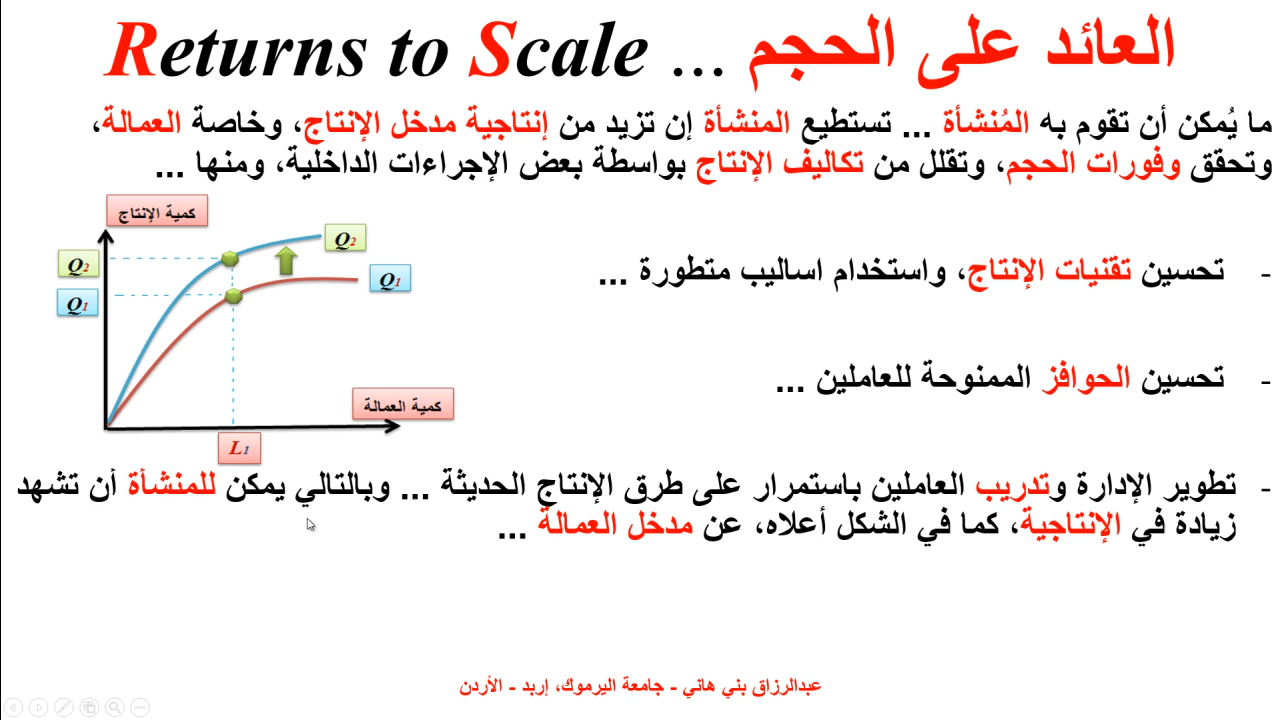 Returns to Scale ... العائد على الحجم
ما يُمكن أن تقوم به المُنشأة ... تستطيع المنشأة إن تزيد من إنتاجية مدخل الإنتاج، وخاصة العمالة،
وتحقق وفورات الحجم، وتقلل من تكاليف الإنتاج بواسطة بعض الإجراءات الداخلية، ومنها ...
كمية الإنتاج
Q2
Q2
Q1
Q1
- تحسين تقنيات الإنتاج، واستخدام اساليب متطورة ...
- تحسين الحوافز الممنوحة للعاملين ...
كمية العمالة
L1
- تطوير الإدارة وتدريب العاملين باستمرار على طرق الإنتاج الحديثة ... وبالتالي يمكن للمنشأة أن تشهد
زيادة في الإنتاجية، كما في الشكل أعلاه، عن مدخل العمالة ...
عبدالرزاق بني هاني - جامعة اليرموك، إربد - الأردن